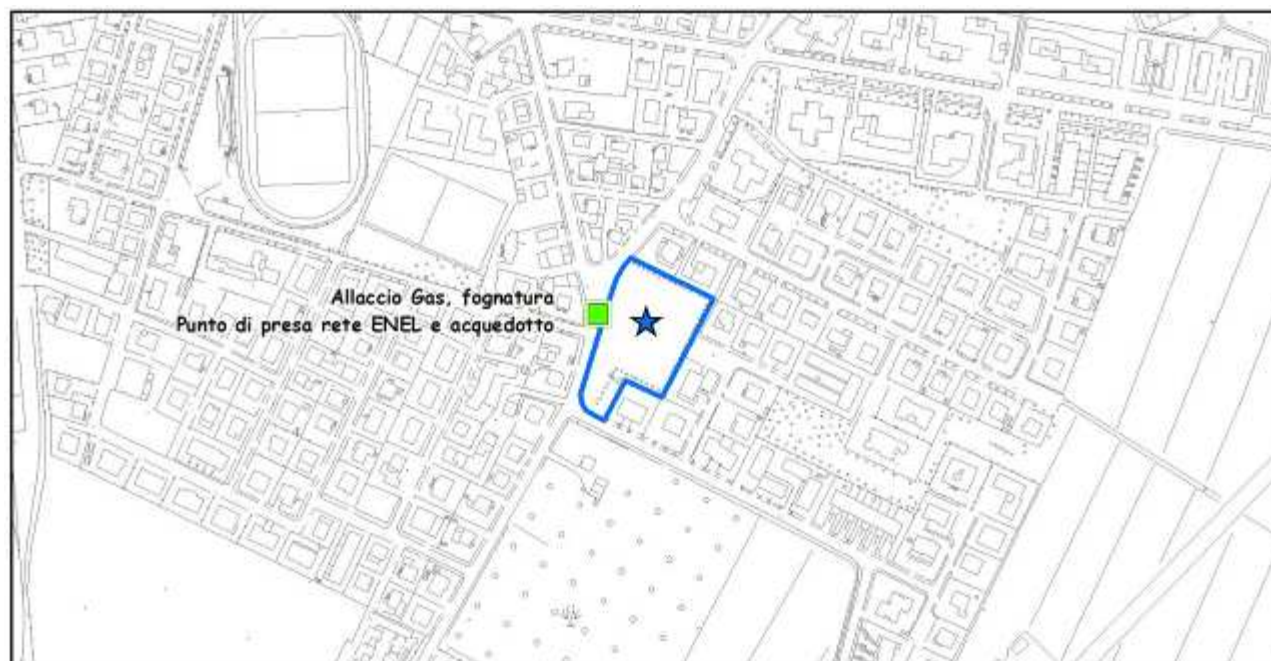 Allaccio Gas, fognatura
Punto di presa rete ENEL e acquedotto